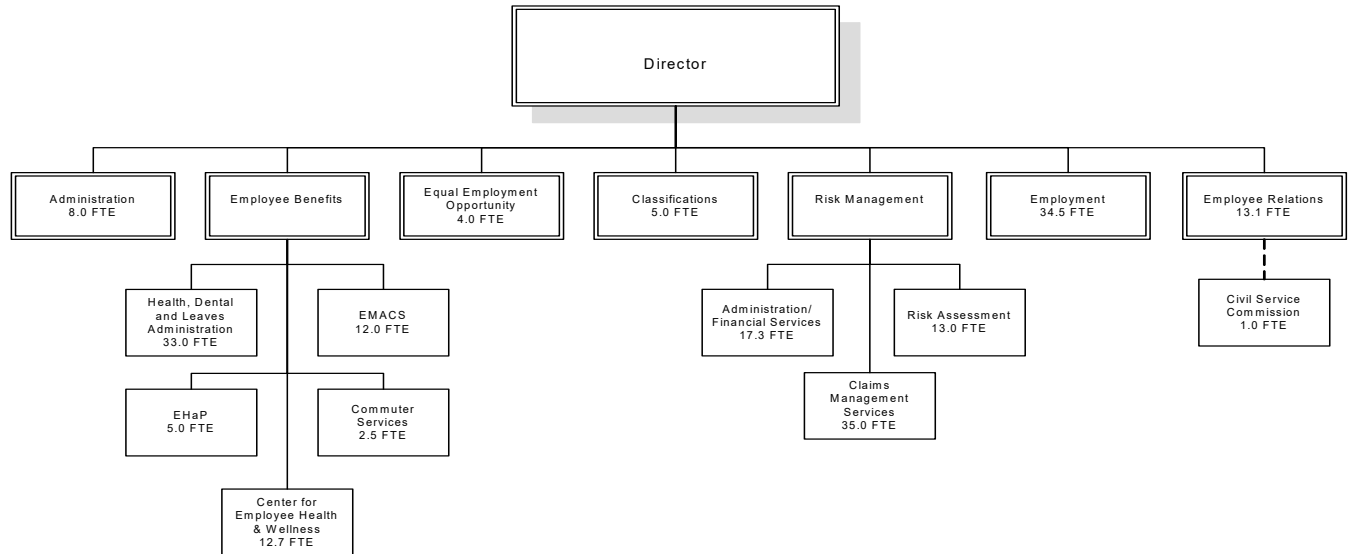 Director
Administration
8.0 FTE
Employee Benefits
Equal Employment
Opportunity
4.0 FTE
Classifications
5.0 FTE
Risk Management
Employment
34.5 FTE
Employee Relations
13.1 FTE
Health, Dental
and Leaves
Administration
33.0 FTE
EMACS
12.0 FTE
Administration/
Financial Services
17.3 FTE
Risk Assessment
13.0 FTE
Civil Service
Commission
1.0 FTE
EHaP
5.0 FTE
Commuter
Services
2.5 FTE
Claims
Management
Services
35.0 FTE
Center for
Employee Health
& Wellness
12.7 FTE